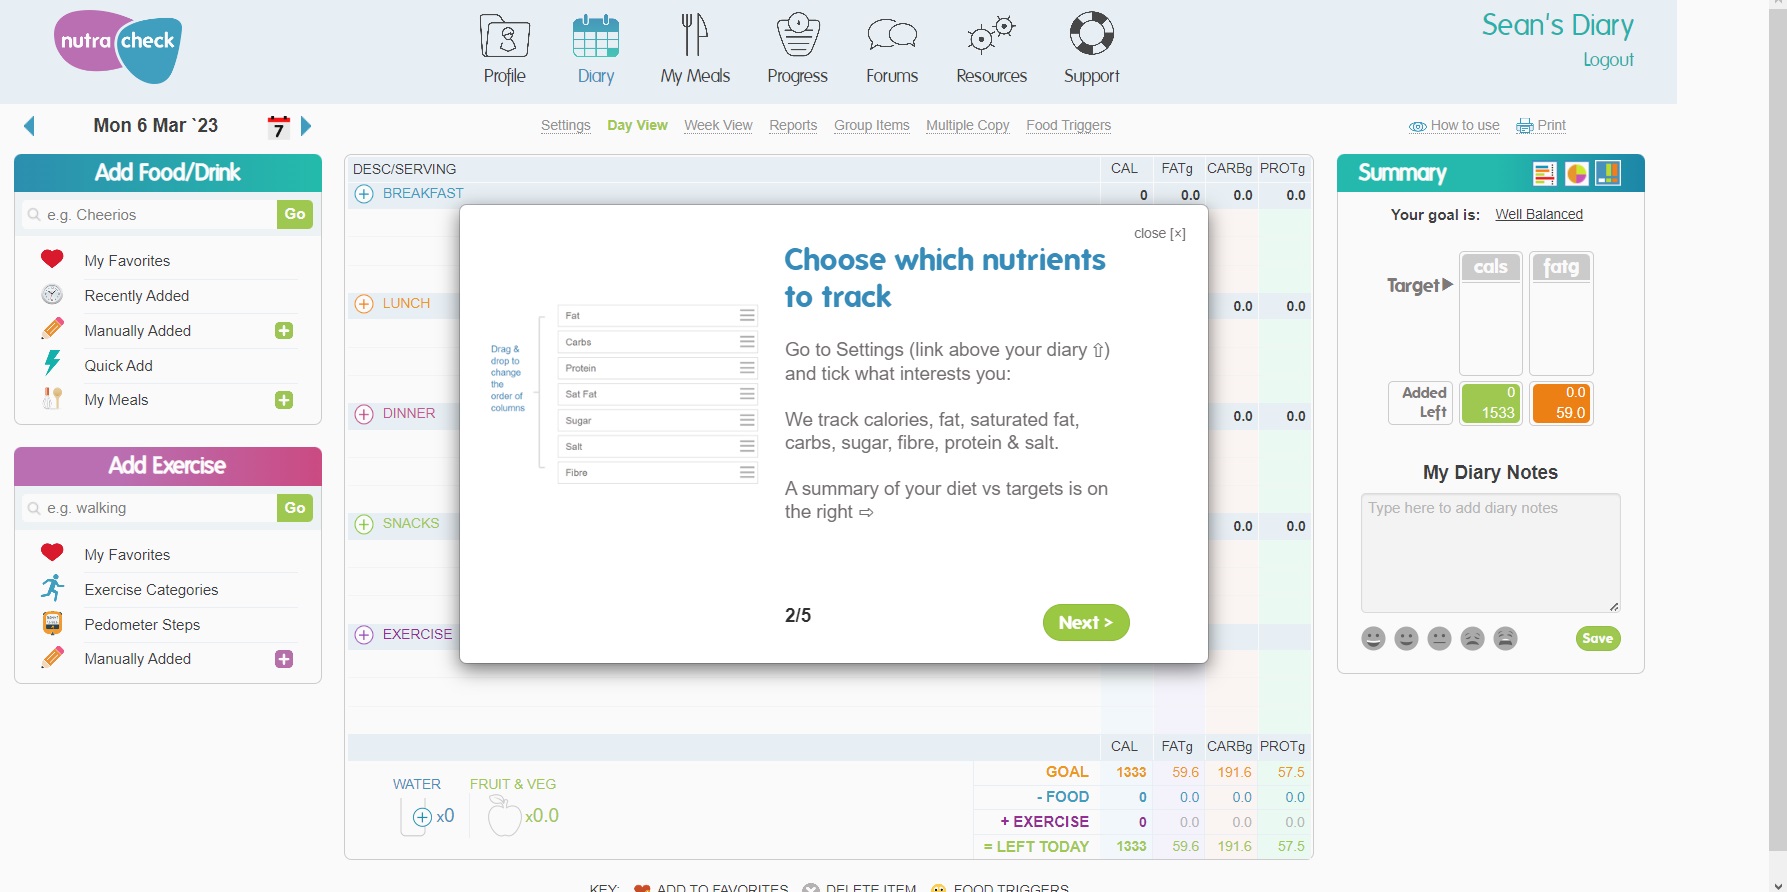 nutra check
Profile
Diary
My Meals
Progress
Forums
Resources
Support
Sean's Diary
Logout
Mon 6 Mar `23
7
Settings
Day View
Week View
Reports
Group Items
Multiple Copy
Food Triggers
How to use
Print
Add Food/Drink
e.g. Cheerios
Go
My Favorites
Recently Added
Manually Added
Quick Add
My Meals
Add Exercise
e.g. walking
Go
My Favorites
Exercise Categories
Pedometer Steps
Manually Added
DESC/SERVING CAL FATg CARBg PROTg
BREAKFAST 0 0.0 0.0 0.0
LUNCH 0.0 0.0
DINNER 0.0 0.0
SNACKS 0.0 0.0
EXERCISE
close [×]
Choose which nutrients
to track
Go to Settings (link above your diary ⇧)
and tick what interests you:
We track calories, fat, saturated fat,
carbs, sugar, fibre, protein & salt.
A summary of your diet vs targets is on
the right ⇨
2/5
Next >
Drag &
drop to
change
the
order of
columns
Fat
Carbs
Protein
Sat Fat
Sugar
Salt
Fibre
CAL FATg CARBg PROTg
GOAL 1333 59.6 191.6 57.5
- FOOD 0 0.0 0.0 0.0
+ EXERCISE 0 0.0 0.0 0.0
= LEFT TODAY 1333 59.6 191.6 57.5
WATER
x0
FRUIT & VEG
x0.0
KEY: ADD TO FAVORITES DELETE ITEM FOOD TRIGGERS
Summary
Your goal is: Well Balanced
cals fatg
Target
Added 0 0.0
Left 1533 59.0
My Diary Notes
Type here to add diary notes
Save